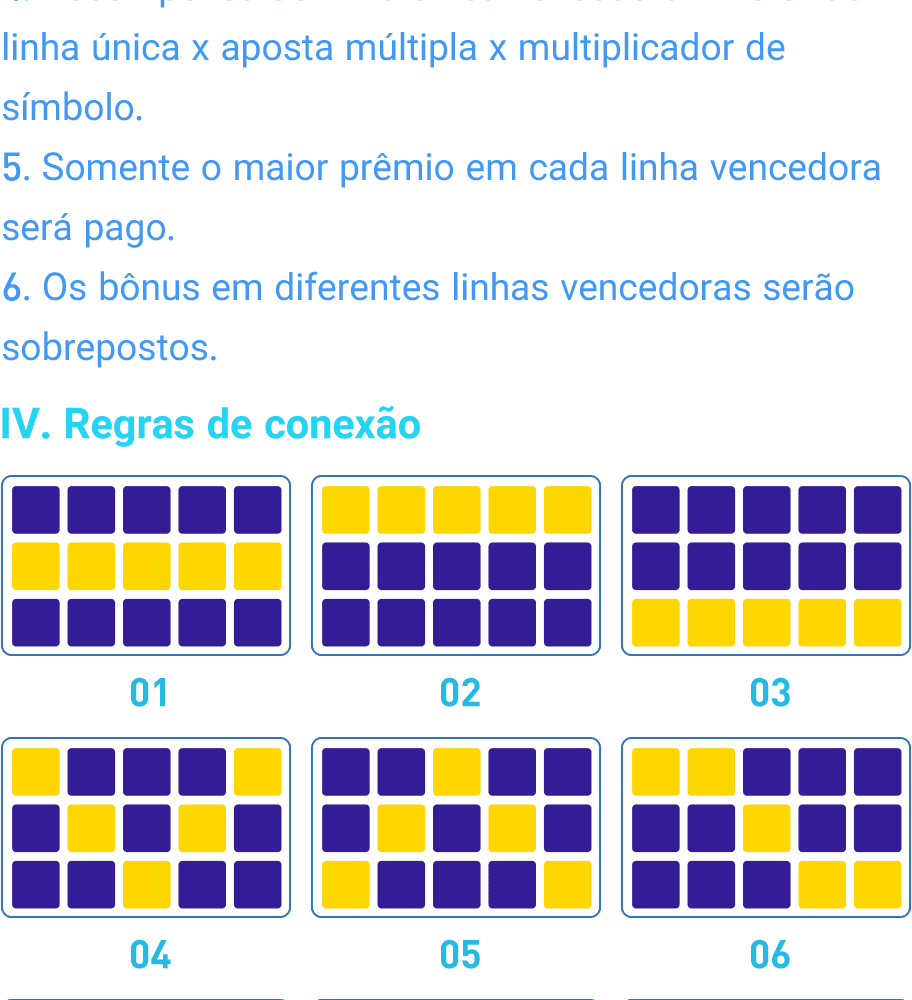 linha única x aposta múltipla x multiplicador de
símbolo.
5. Somente o maior prêmio em cada linha vencedora
será pago.
6. Os bônus em diferentes linhas vencedoras serão
sobrepostos.
IV. Regras de conexão
01 02 03
04 05 06